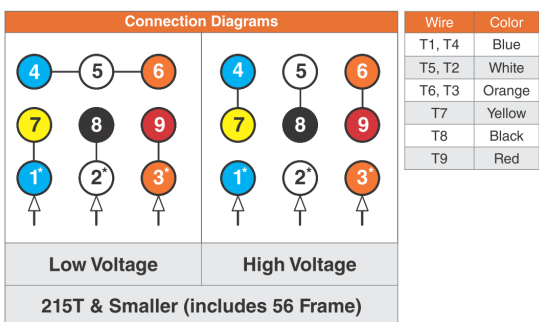 Connection Diagrams
4 5 6
7 8 9
1* 2* 3*
4 5 6
7 8 9
1* 2* 3*
Low Voltage
High Voltage
215T & Smaller (includes 56 Frame)
Wire Color
T1, T4 Blue
T5, T2 White
T6, T3 Orange
T7 Yellow
T8 Black
T9 Red